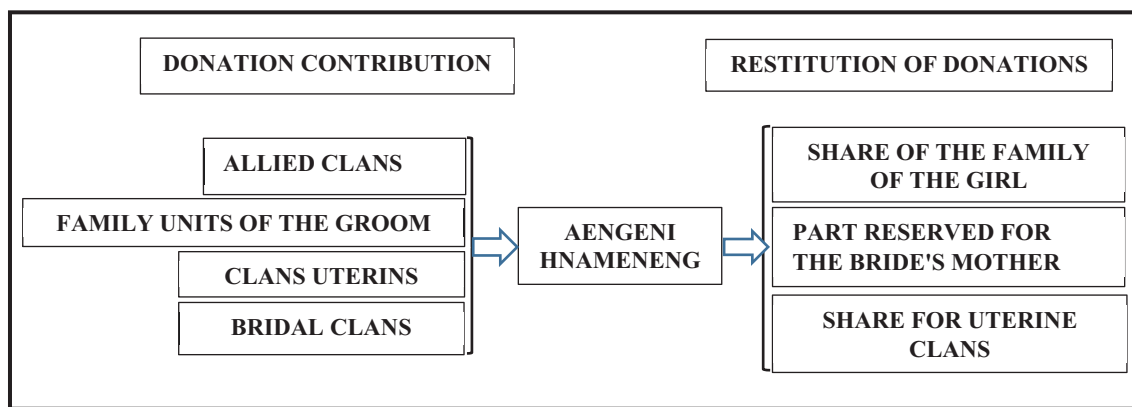 DONATION CONTRIBUTION
RESTITUTION OF DONATIONS
ALLIED CLANS
FAMILY UNITS OF THE GROOM
CLANS UTERINS
BRIDAL CLANS
AENGENI
HNAMENENG
SHARE OF THE FAMILY
OF THE GIRL
PART RESERVED FOR
THE BRIDE'S MOTHER
SHARE FOR UTERINE
CLANS